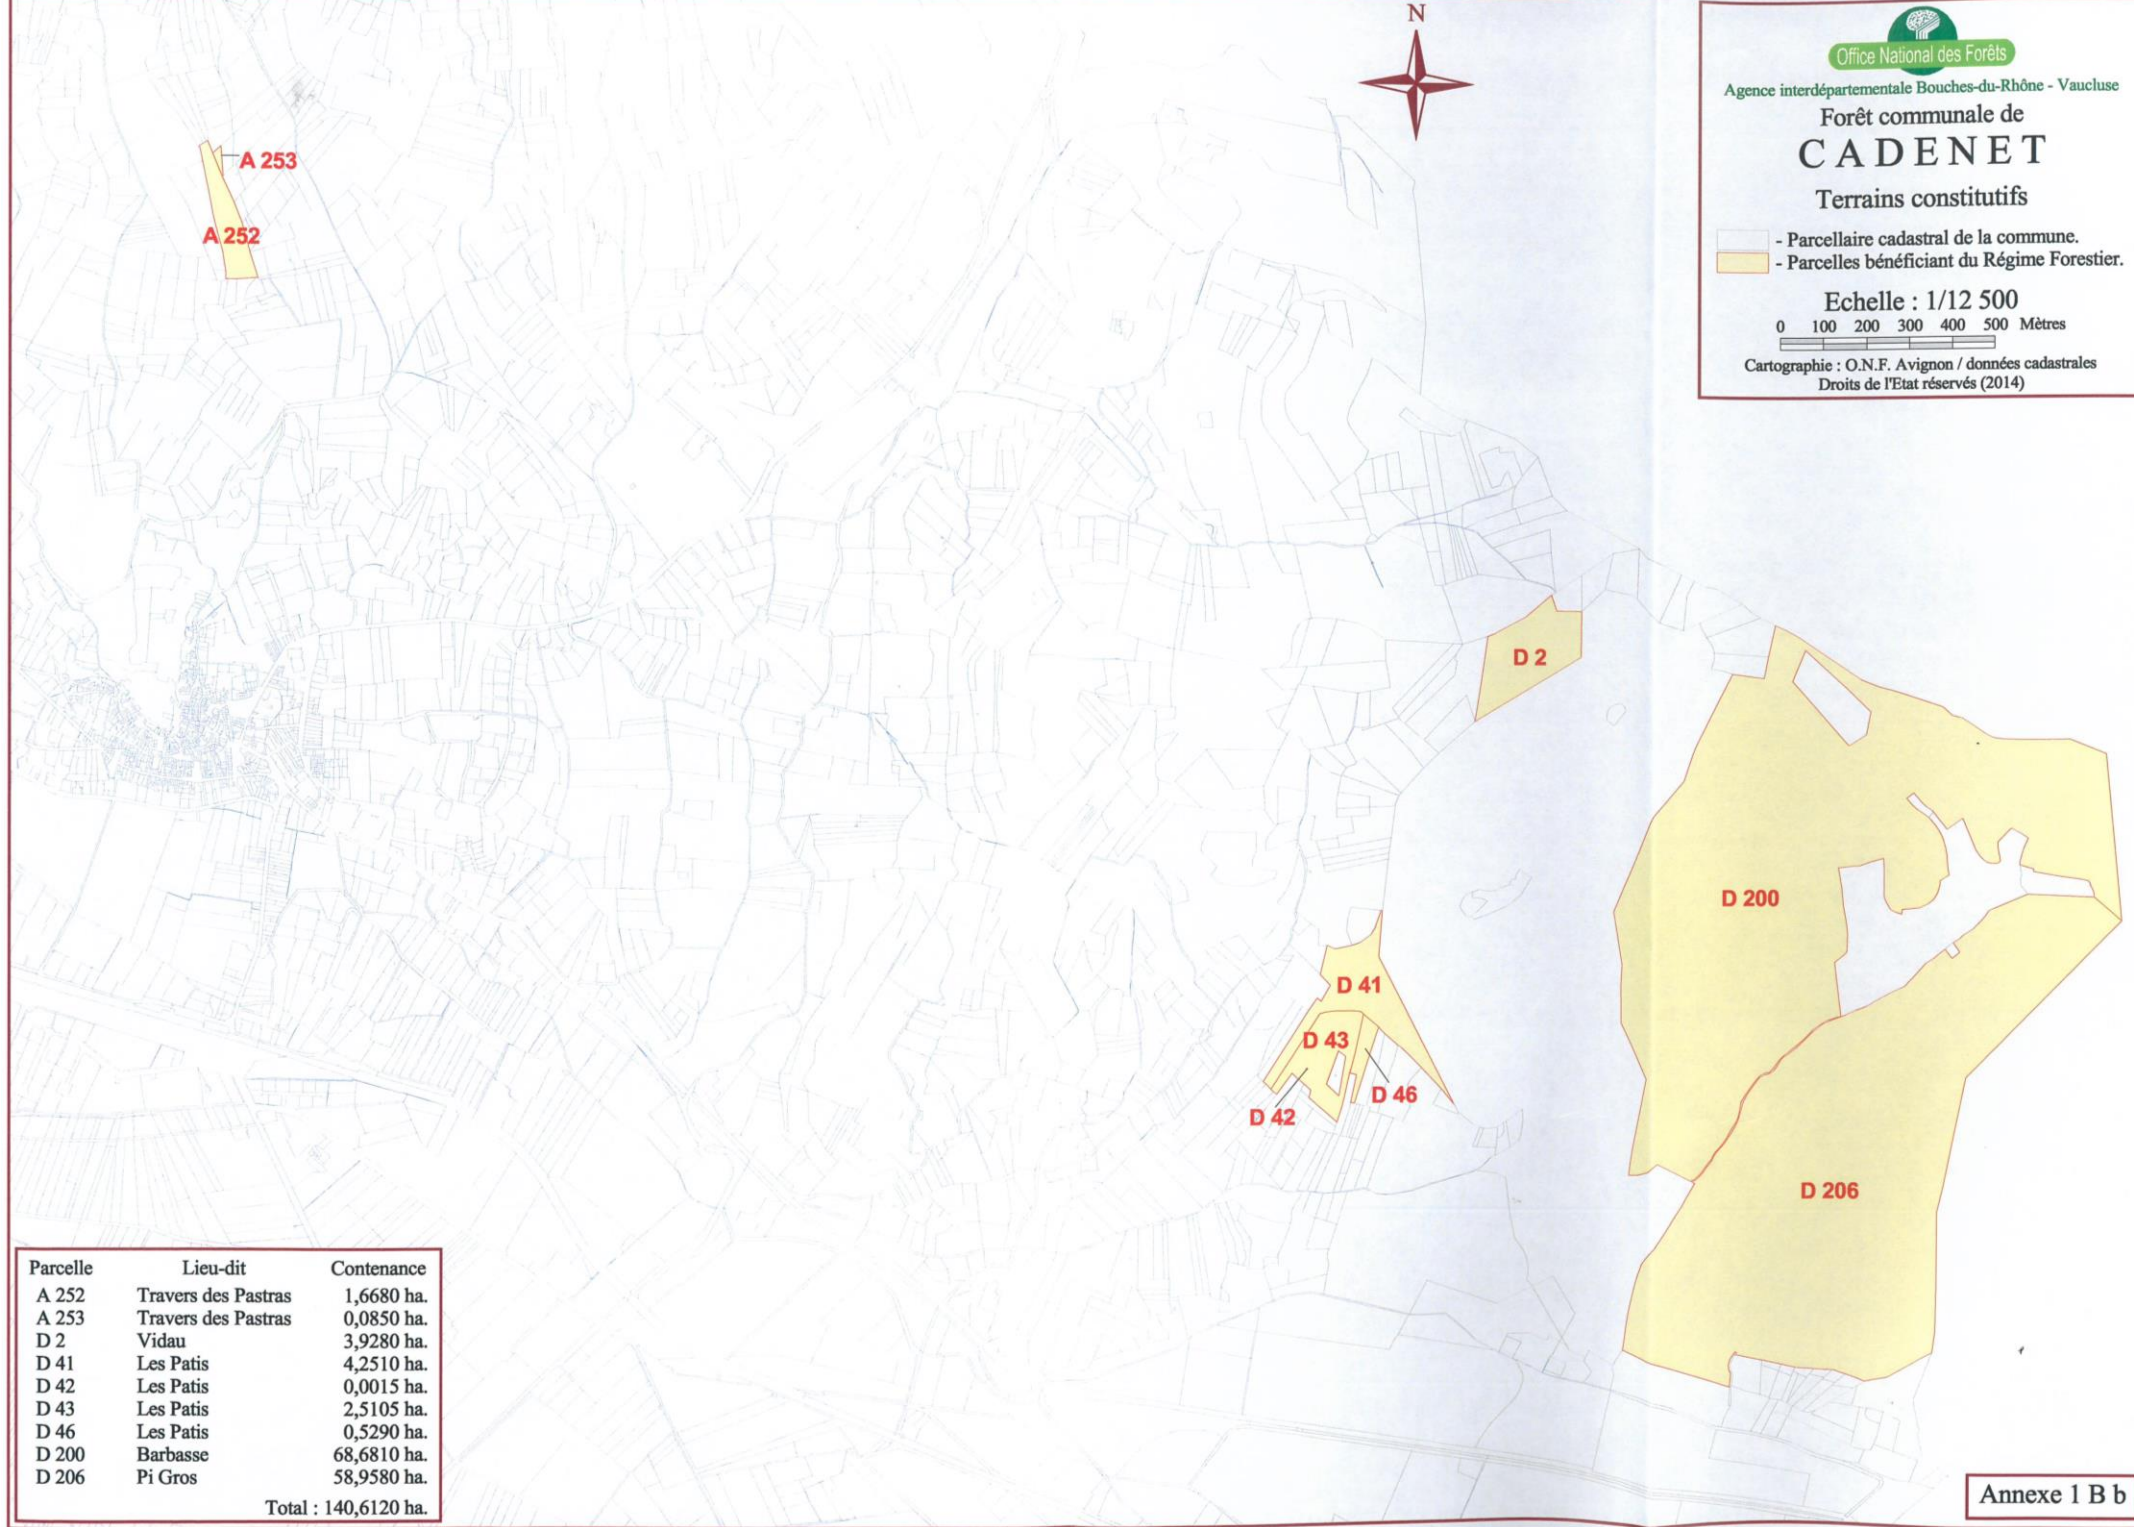 N
Office National des Forêts
Agence interdépartementale Bouches-du-Rhône - Vaucluse
Forêt communale de
CADENET
Terrains constitutifs
- Parcellaire cadastral de la commune.
- Parcelles bénéficiant du Régime Forestier.
Echelle : 1/12 500
0 100 200 300 400 500 Mètres
Cartographie : O.N.F. Avignon / données cadastrales
Droits de l'Etat réservés (2014)
A 253
A 252
D 2
D 200
D 41
D 43
D 46
D 42
D 206
Parcelle Lieu-dit Contenance
A 252 Travers des Pastras 1,6680 ha.
A 253 Travers des Pastras 0,0850 ha.
D 2 Vidau 3,9280 ha.
D 41 Les Patis 4,2510 ha.
D 42 Les Patis 0,0015 ha.
D 43 Les Patis 2,5105 ha.
D 46 Les Patis 0,5290 ha.
D 200 Barbasse 68,6810 ha.
D 206 Pi Gros 58,9580 ha.
Total : 140,6120 ha.
Annexe 1 B b